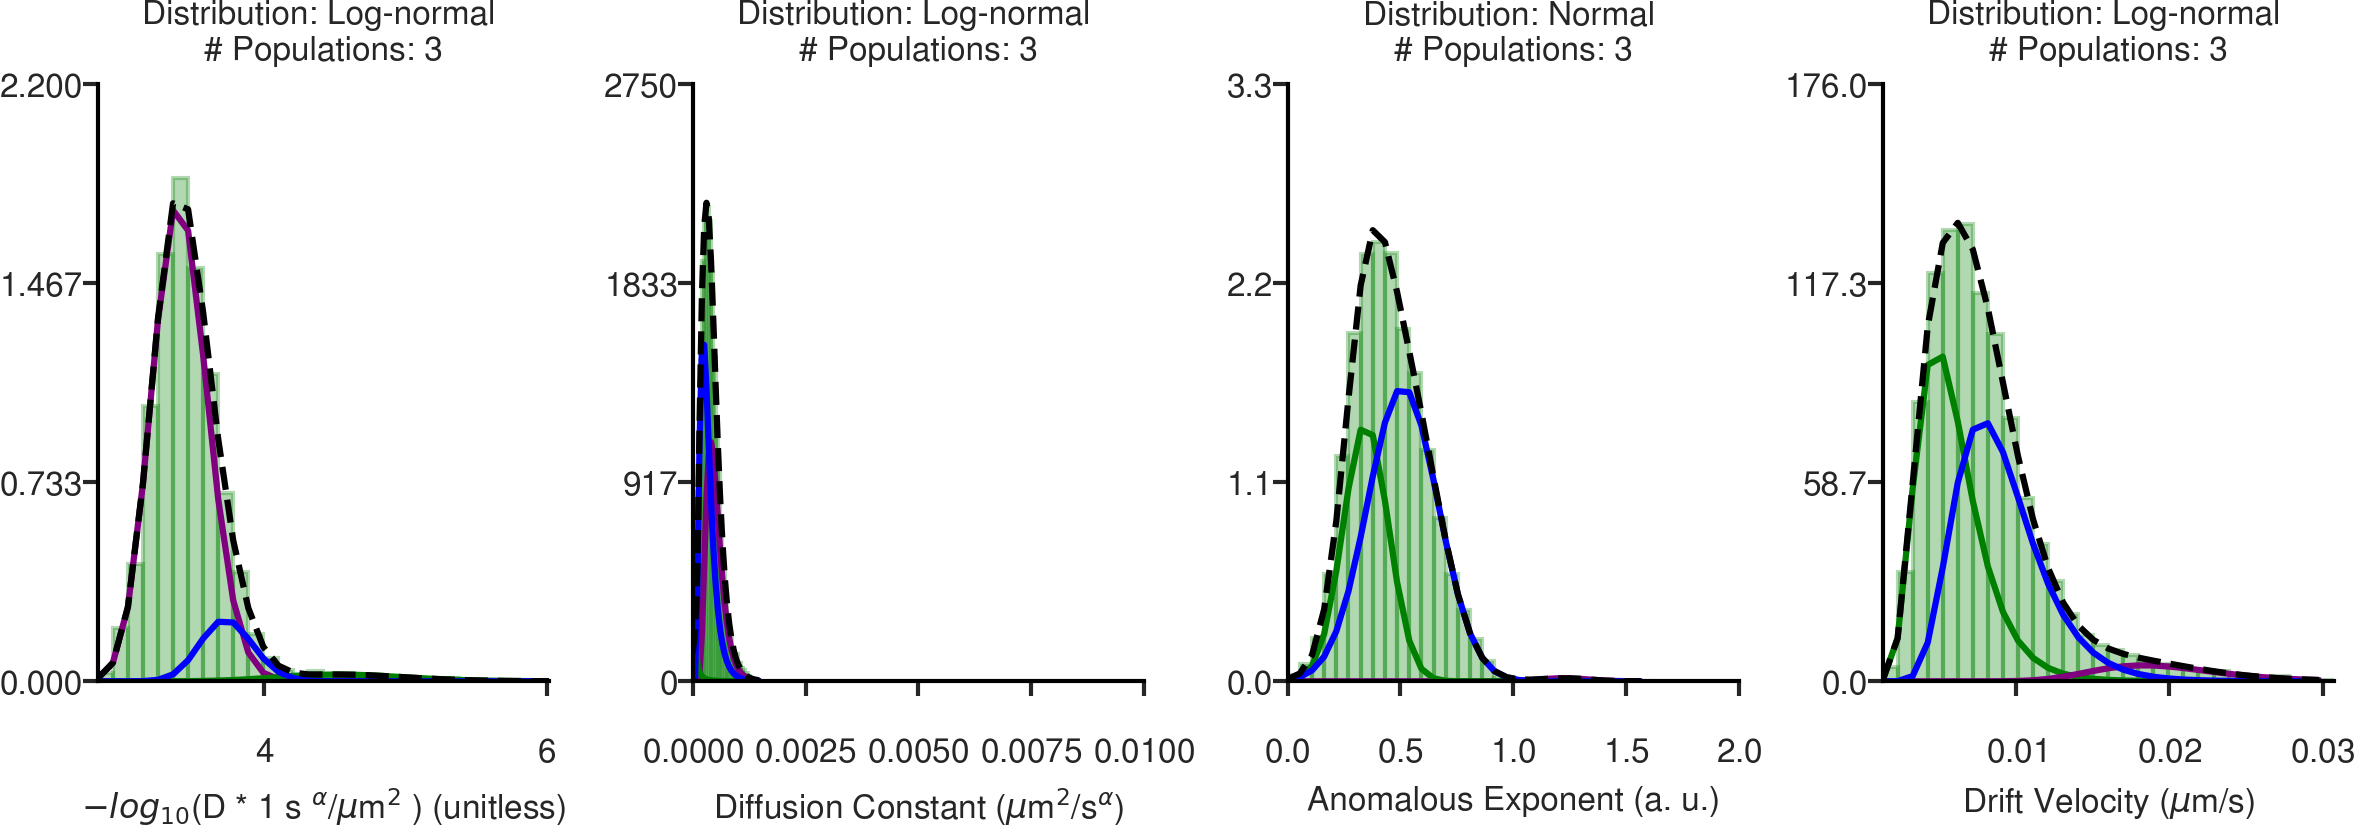 Distribution: Log-normal
# Populations: 3
2.200
1.467
0.733
0.000
4 6
−log₁₀(D * 1 s ᵅ/μm² ) (unitless)
Distribution: Log-normal
# Populations: 3
2750
1833
917
0
0.0000 0.0025 0.0050 0.0075 0.0100
Diffusion Constant (μm²/sᵅ)
Distribution: Normal
# Populations: 3
3.3
2.2
1.1
0.0
0.0 0.5 1.0 1.5 2.0
Anomalous Exponent (a. u.)
Distribution: Log-normal
# Populations: 3
176.0
117.3
58.7
0.0
0.01 0.02 0.03
Drift Velocity (μm/s)